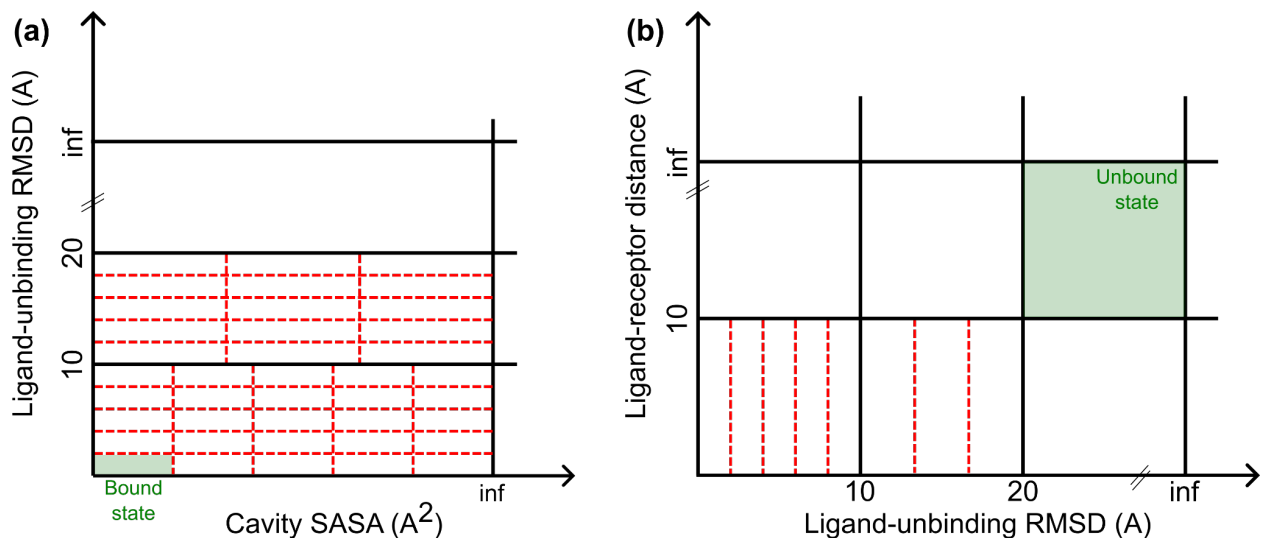 (a)
Ligand-unbinding RMSD (A)
inf
20
10
Bound
state
inf
Cavity SASA (A^2)
(b)
Ligand-receptor distance (A)
inf
10
Unbound
state
10
20
inf
Ligand-unbinding RMSD (A)